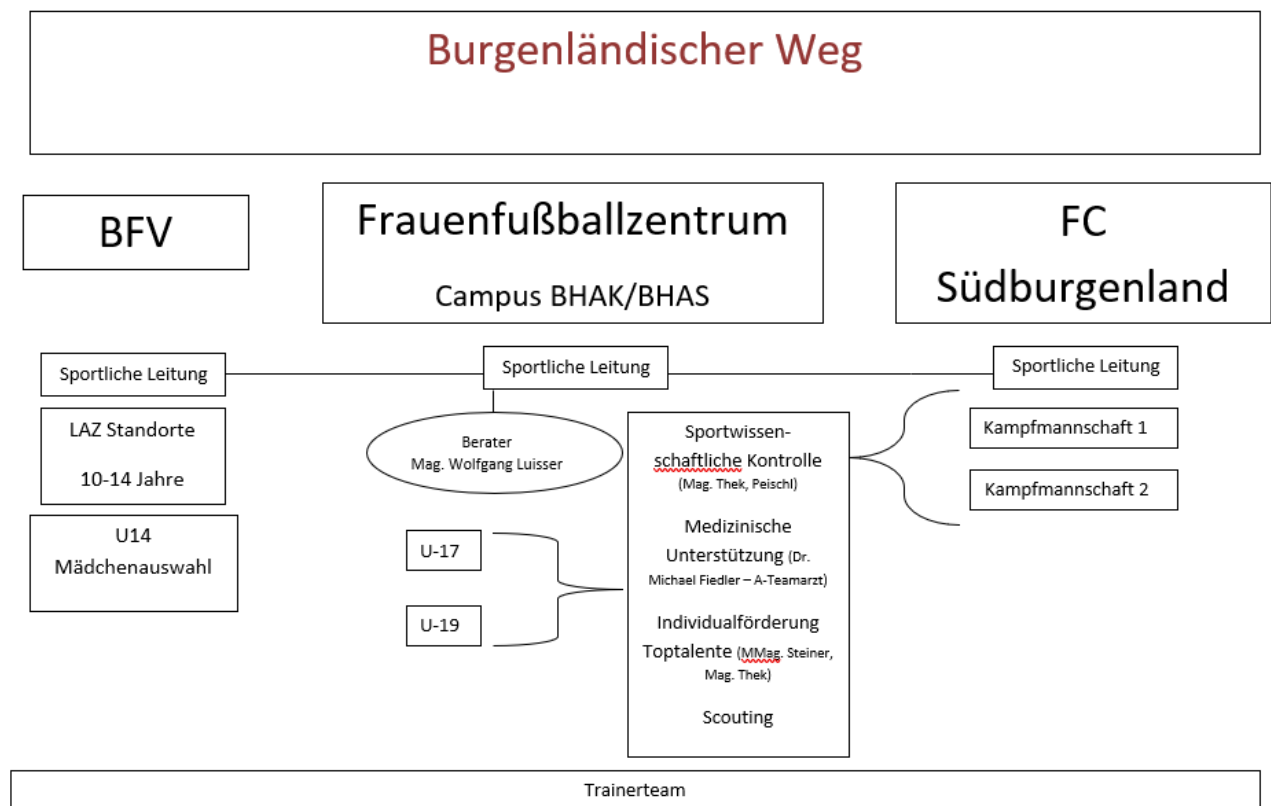 Burgenländischer Weg
BFV
Frauenfußballzentrum
Campus BHAK/BHAS
FC
Südburgenland
Sportliche Leitung
Sportliche Leitung
Sportliche Leitung
LAZ Standorte
10-14 Jahre
U14
Mädchenauswahl
Berater
Mag. Wolfgang Luisser
U-17
U-19
Sportwissen-
schaftliche Kontrolle
(Mag. Thek, Peischl)
Medizinische
Unterstützung (Dr.
Michael Fiedler – A-Teamarzt)
Individualförderung
Toptalente (MMag. Steiner,
Mag. Thek)
Scouting
Kampfmannschaft 1
Kampfmannschaft 2
Trainerteam